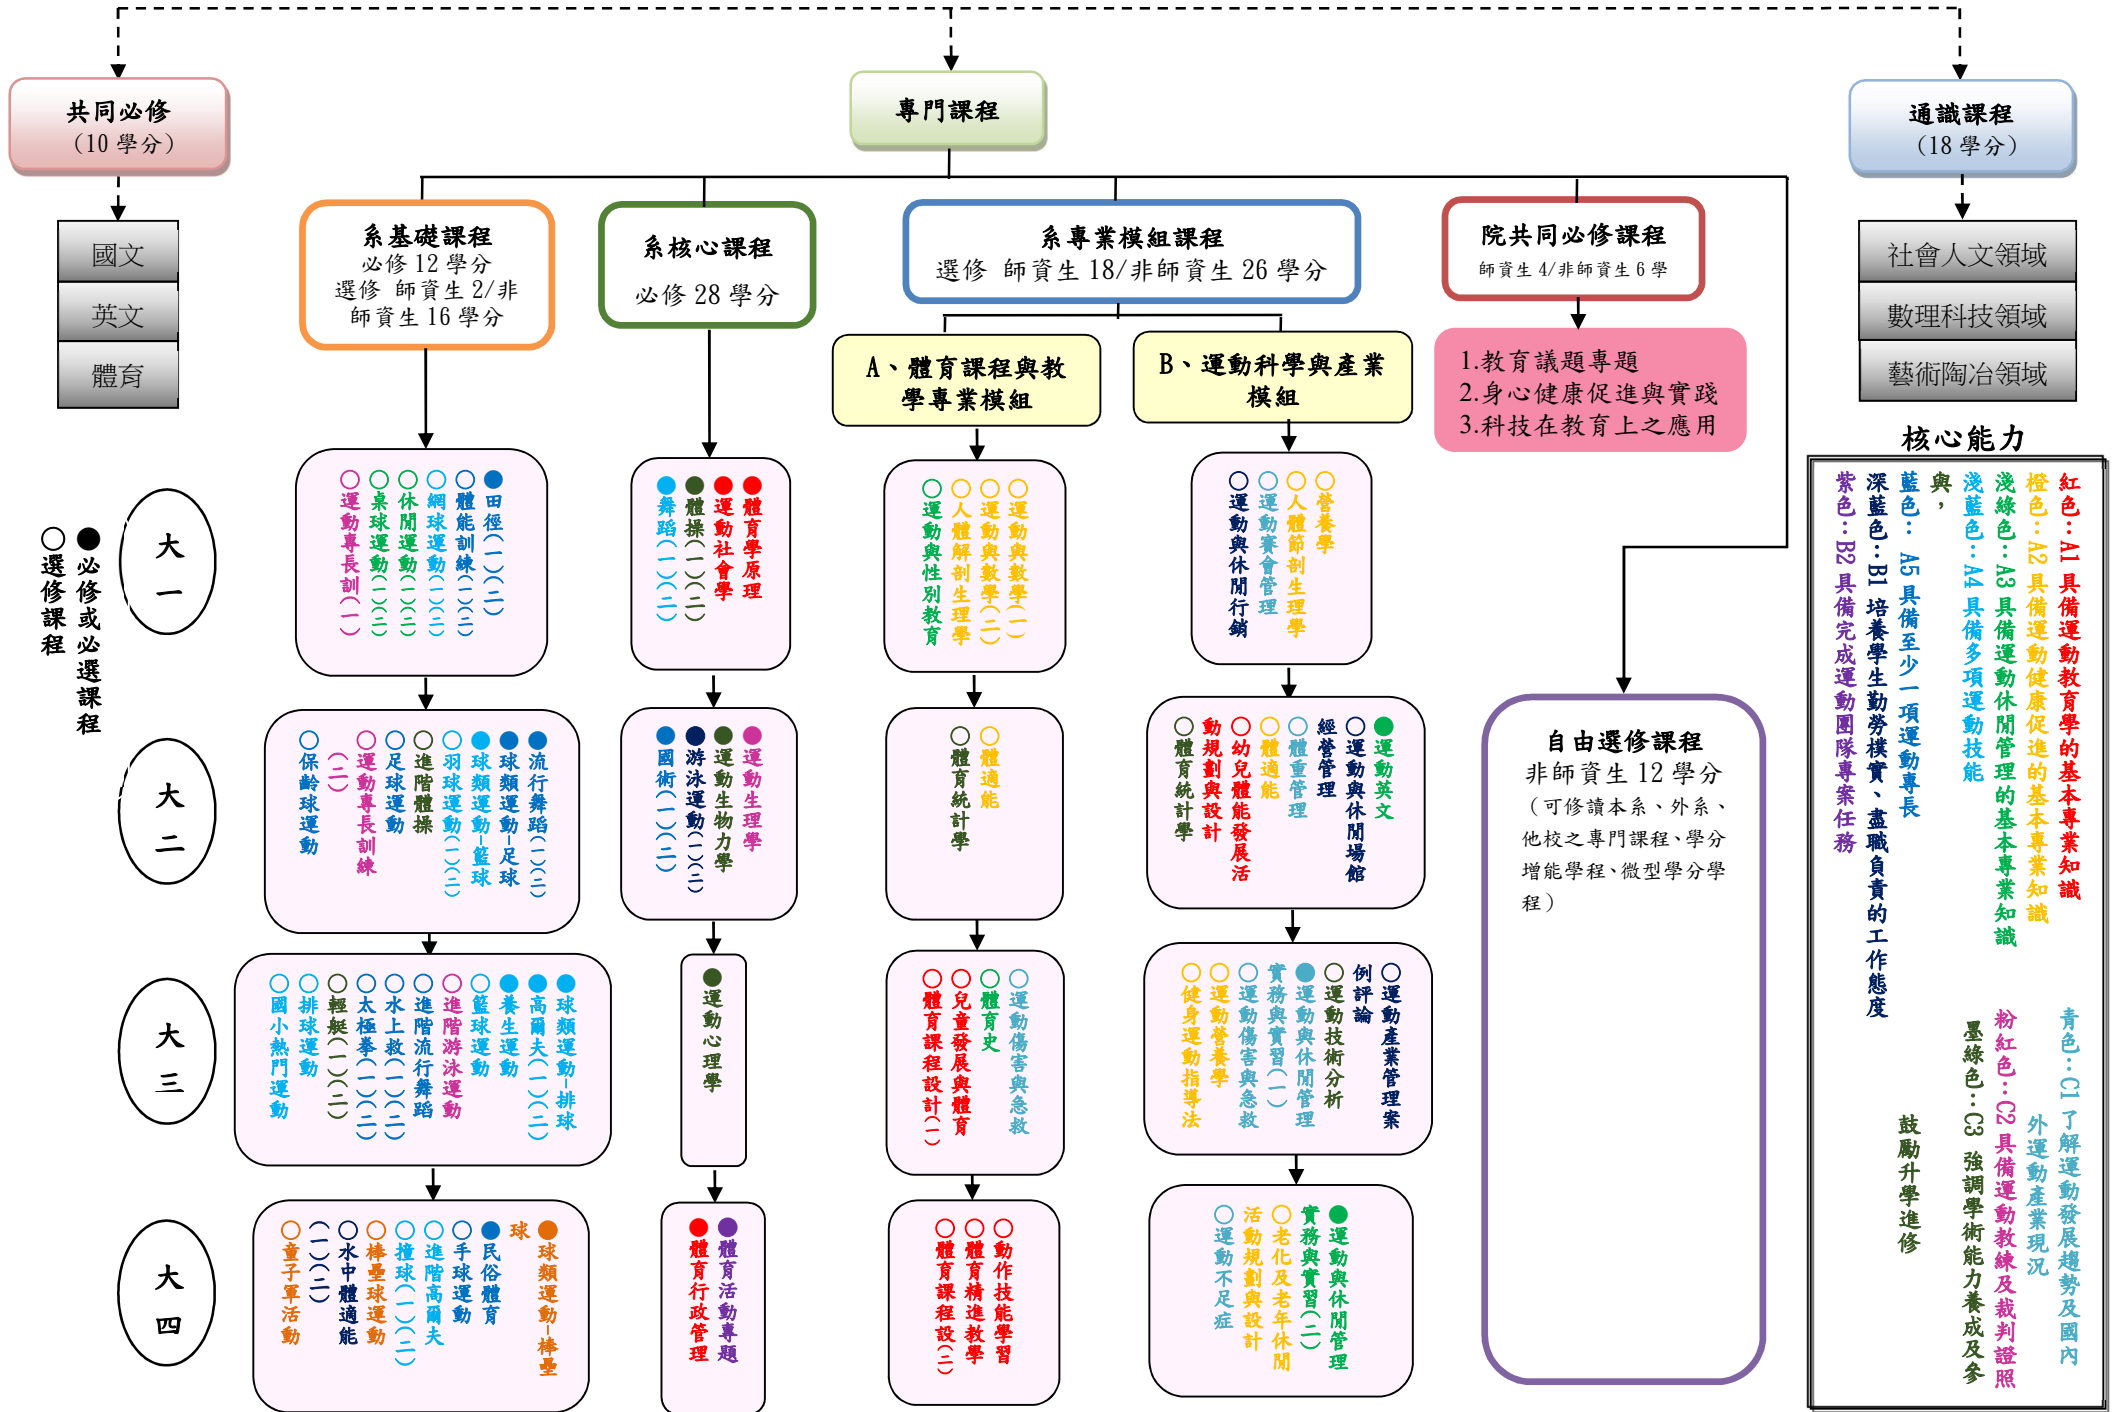 共同必修
（10 學分）
專門課程
通識課程
（18 學分）
國文
英文
體育
系基礎課程
必修 12 學分
選修 師資生 2/非
師資生 16 學分
系核心課程
必修 28 學分
系專業模組課程
選修 師資生 18/非師資生 26 學分
院共同必修課程
師資生 4/非師資生 6 學
社會人文領域
數理科技領域
藝術陶冶領域
A、體育課程與教
學專業模組
B、運動科學與產業
模組
1.教育議題專題
2.身心健康促進與實踐
3.科技在教育上之應用
●必修或必選課程
○選修課程
大一
●田徑(一)(二)
○體能訓練(一)(二)
○網球運動(一)(二)
○休閒運動(一)(二)
○桌球運動(一)(二)
○運動專長訓(一)
●體育學原理
●運動社會學
●體操(一)(二)
●舞蹈(一)(二)
○運動與數學(一)
○運動與數學(二)
○人體解剖生理學
○運動與性別教育
○營養學
○人體節剖生理學
○運動賽會管理
○運動與休閒行銷
大二
●流行舞蹈(一)(二)
●球類運動-足球
●球類運動-籃球
○羽球運動(一)(二)
○進階體操
○足球運動
○運動專長訓練
(二)
○保齡球運動
●運動生理學
●運動生物力學
●游泳運動(一)(二)
●國術(一)(二)
○體適能
○體育統計學
●運動英文
○運動與休閒場館
經營管理
○體重管理
○體適能
○幼兒體能發展活
動規劃與設計
○體育統計學
自由選修課程
非師資生 12 學分
（可修讀本系、外系、
他校之專門課程、學分
增能學程、微型學分學
程）
大三
●球類運動-排球
●高爾夫(一)(二)
●養生運動
○籃球運動
○進階游泳運動
○進階流行舞蹈
○水上救(一)(二)
○太極拳(一)(二)
○輕艇(一)(二)
○排球運動
○國小熱門運動
●運動心理學
○運動傷害與急救
○體育史
○兒童發展與體育
○體育課程設計(一)
○運動產業管理案
例評論
○運動技術分析
●運動與休閒管理
實務與實習(一)
○運動傷害與急救
○運動營養學
○健身運動指導法
大四
●球類運動-棒壘
球
●民俗體育
○手球運動
○進階高爾夫
○撞球(一)(二)
○棒壘球運動
○水中體適能
(一)(二)
○童子軍活動
●體育活動專題
●體育行政管理
○動作技能學習
○體育精進教學
○體育課程設(二)
●運動與休閒管理
實務與實習(二)
○老化及老年休閒
活動規劃與設計
○運動不足症
核心能力
紅色：A1 具備運動教育學的基本專業知識
橙色：A2 具備運動健康促進的基本專業知識
淺綠色：A3 具備運動休閒管理的基本專業知識
淺藍色：A4 具備多項運動技能
與，
藍色： A5 具備至少一項運動專長
深藍色：B1 培養學生勤勞樸實、盡職負責的工作態度
紫色：B2 具備完成運動團隊專案任務
青色：C1 了解運動發展趨勢及國內
外運動產業現況
粉紅色：C2 具備運動教練及裁判證照
墨綠色：C3 強調學術能力養成及參
鼓勵升學進修